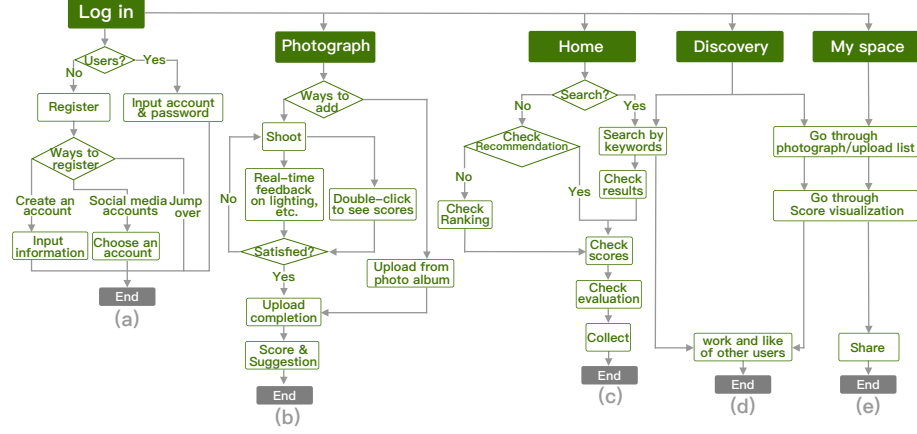 Log in
Photograph
Home
Discovery
My space
Users?
No
Yes
Register
Input account
& password
Ways to
register
Create an
account
Social media
accounts
Jump
over
Input
information
Choose an
account
End
(a)
Ways to
add
Shoot
No
Real-time
feedback
on lighting,
etc.
Double-click
to see scores
Satisfied?
Yes
Upload from
photo album
Upload
completion
Score &
Suggestion
End
(b)
Search?
No
Yes
Check
Recommendation
Search by
keywords
No
Yes
Check
results
Check
Ranking
Check
scores
Check
evaluation
Collect
End
(c)
Go through
photograph/upload list
Go through
Score visualization
work and like
of other users
End
(d)
Share
End
(e)